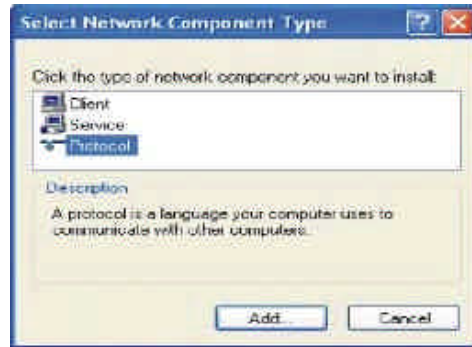 Select Network Component Type
Click the type of network component you want to install:
Client
Service
Protocol
Description
A protocol is a language your computer uses to
communicate with other computers.
Add...
Cancel